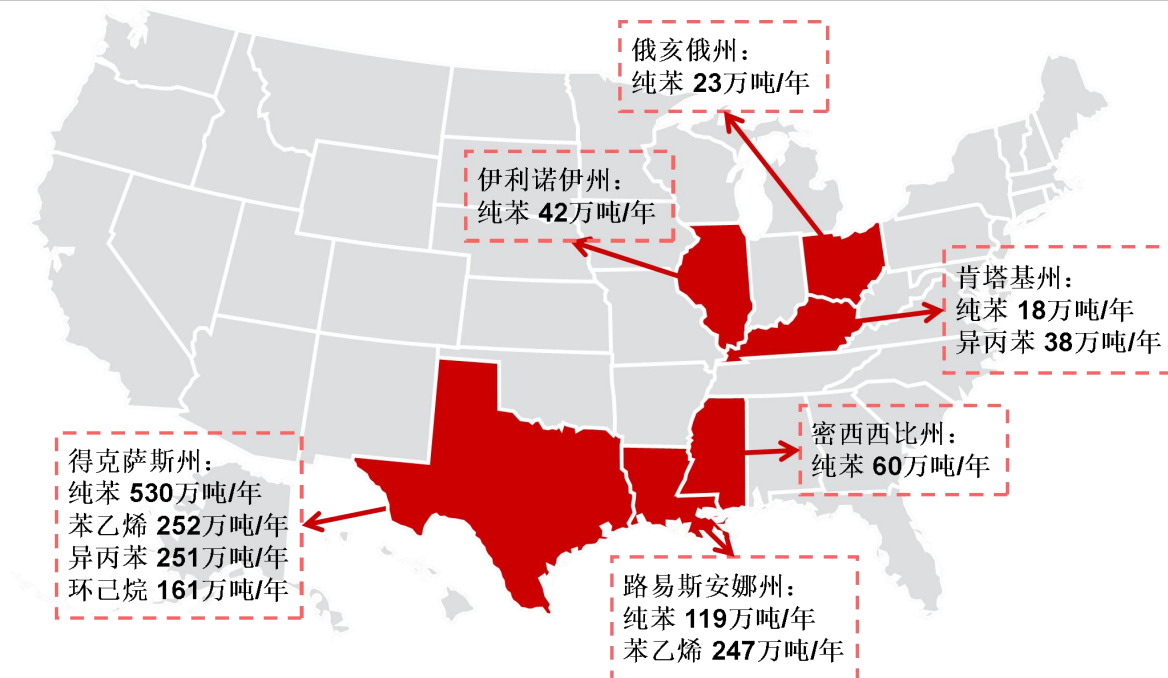 俄亥俄州：
纯苯 23万吨/年
伊利诺伊州：
纯苯 42万吨/年
肯塔基州：
纯苯 18万吨/年
异丙苯 38万吨/年
密西西比州：
纯苯 60万吨/年
得克萨斯州：
纯苯 530万吨/年
苯乙烯 252万吨/年
异丙苯 251万吨/年
环己烷 161万吨/年
路易斯安娜州：
纯苯 119万吨/年
苯乙烯 247万吨/年